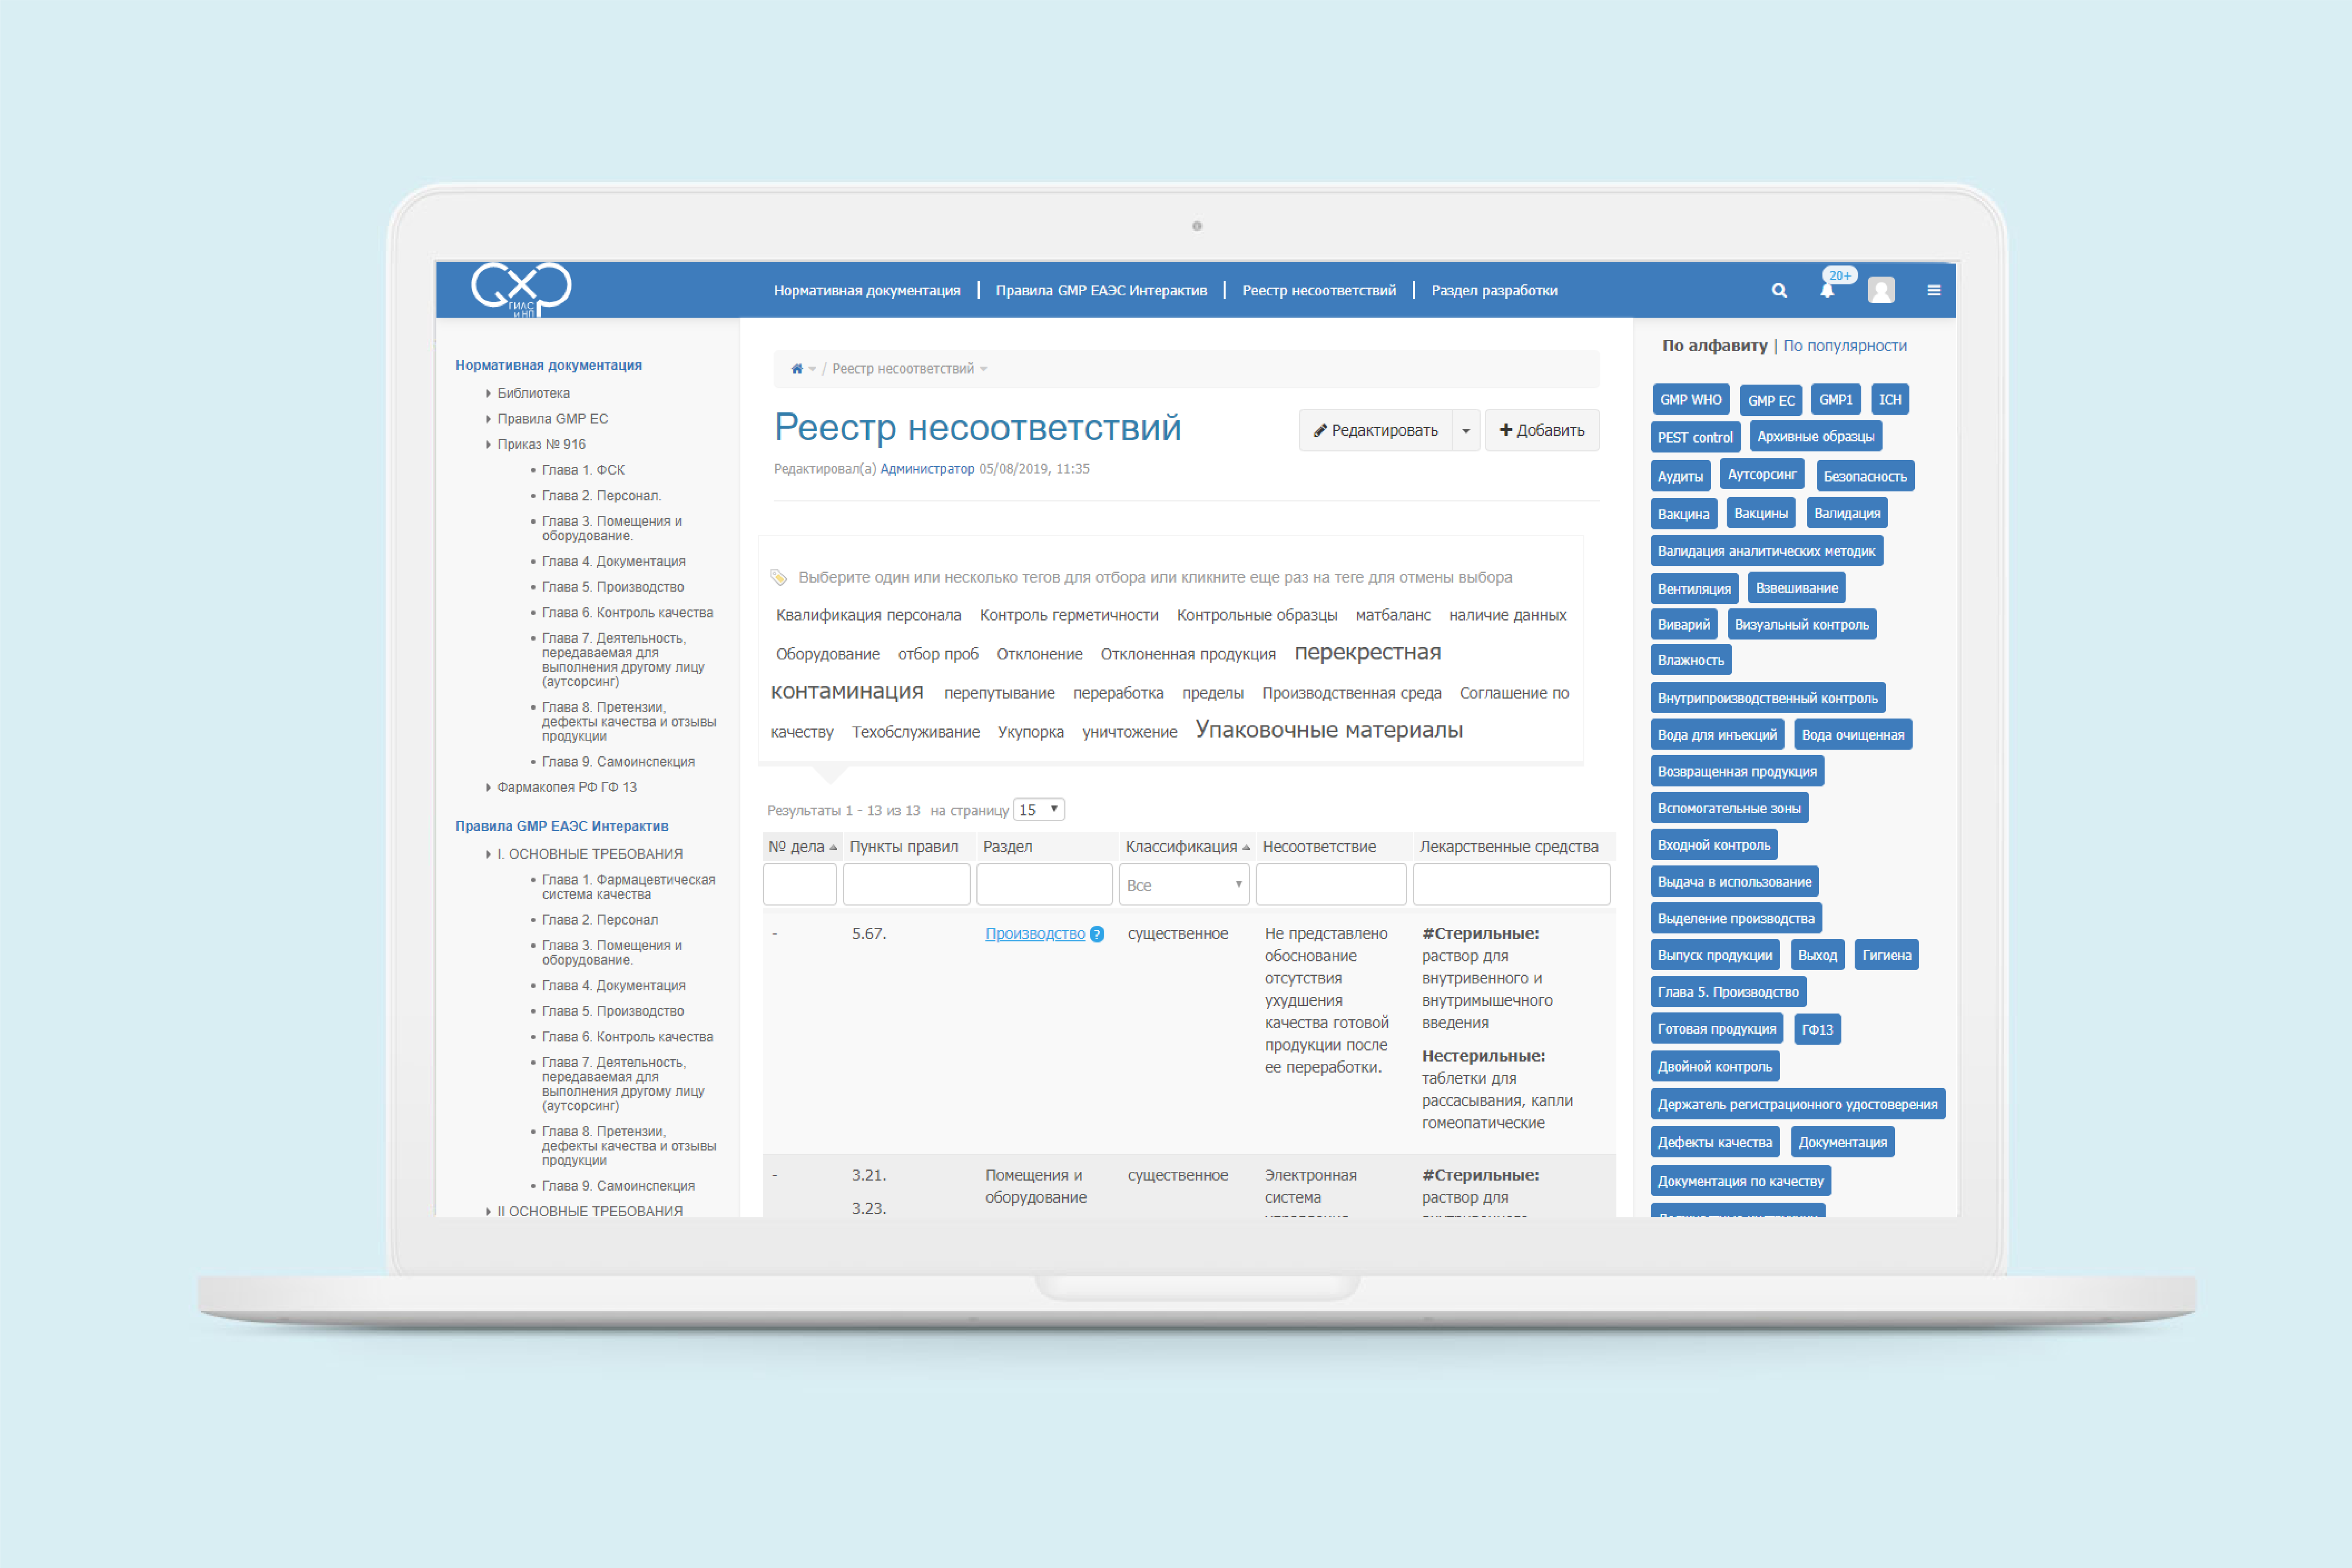 GXP
ГИЛС
и НП
Нормативная документация | Правила GMP ЕАЭС Интерактив | Реестр несоответствий | Раздел разработки
20+
Нормативная документация
Библиотека
Правила GMP ЕС
Приказ № 916
Глава 1. ФСК
Глава 2. Персонал.
Глава 3. Помещения и
оборудование.
Глава 4. Документация
Глава 5. Производство
Глава 6. Контроль качества
Глава 7. Деятельность,
передаваемая для
выполнения другому лицу
(аутсорсинг)
Глава 8. Претензии,
дефекты качества и отзывы
продукции
Глава 9. Самоинспекция
Фармакопея РФ ГФ 13
Правила GMP ЕАЭС Интерактив
I. ОСНОВНЫЕ ТРЕБОВАНИЯ
Глава 1. Фармацевтическая
система качества
Глава 2. Персонал
Глава 3. Помещения и
оборудование.
Глава 4. Документация
Глава 5. Производство
Глава 6. Контроль качества
Глава 7. Деятельность,
передаваемая для
выполнения другому лицу
(аутсорсинг)
Глава 8. Претензии,
дефекты качества и отзывы
продукции
Глава 9. Самоинспекция
II ОСНОВНЫЕ ТРЕБОВАНИЯ
/ Реестр несоответствий
Реестр несоответствий
Редактировать
+ Добавить
Редактировал(а) Администратор 05/08/2019, 11:35
Выберите один или несколько тегов для отбора или кликните еще раз на теге для отмены выбора
Квалификация персонала Контроль герметичности Контрольные образцы матбаланс наличие данных
Оборудование отбор проб Отклонение Отклоненная продукция перекрестная
контаминация перепутывание переработка пределы Производственная среда Соглашение по
качеству Техобслуживание Укупорка уничтожение Упаковочные материалы
Результаты 1 - 13 из 13 на страницу 15
№ дела Пункты правил Раздел Классификация Несоответствие Лекарственные средства
Все
- 5.67. Производство ? существенное
Не представлено
обоснование
отсутствия
ухудшения
качества готовой
продукции после
ее переработки.
#Стерильные:
раствор для
внутривенного и
внутримышечного
введения
Нестерильные:
таблетки для
рассасывания, капли
гомеопатические
- 3.21.
3.23.
Помещения и
оборудование
существенное
Электронная
система
#Стерильные:
раствор для
По алфавиту | По популярности
GMP WHO GMP ЕС GMP1 ICH
PEST control Архивные образцы
Аудиты Аутсорсинг Безопасность
Вакцина Вакцины Валидация
Валидация аналитических методик
Вентиляция Взвешивание
Виварий Визуальный контроль
Влажность
Внутрипроизводственный контроль
Вода для инъекций Вода очищенная
Возвращенная продукция
Вспомогательные зоны
Входной контроль
Выдача в использование
Выделение производства
Выпуск продукции Выход Гигиена
Глава 5. Производство
Готовая продукция ГФ13
Двойной контроль
Держатель регистрационного удостоверения
Дефекты качества Документация
Документация по качеству